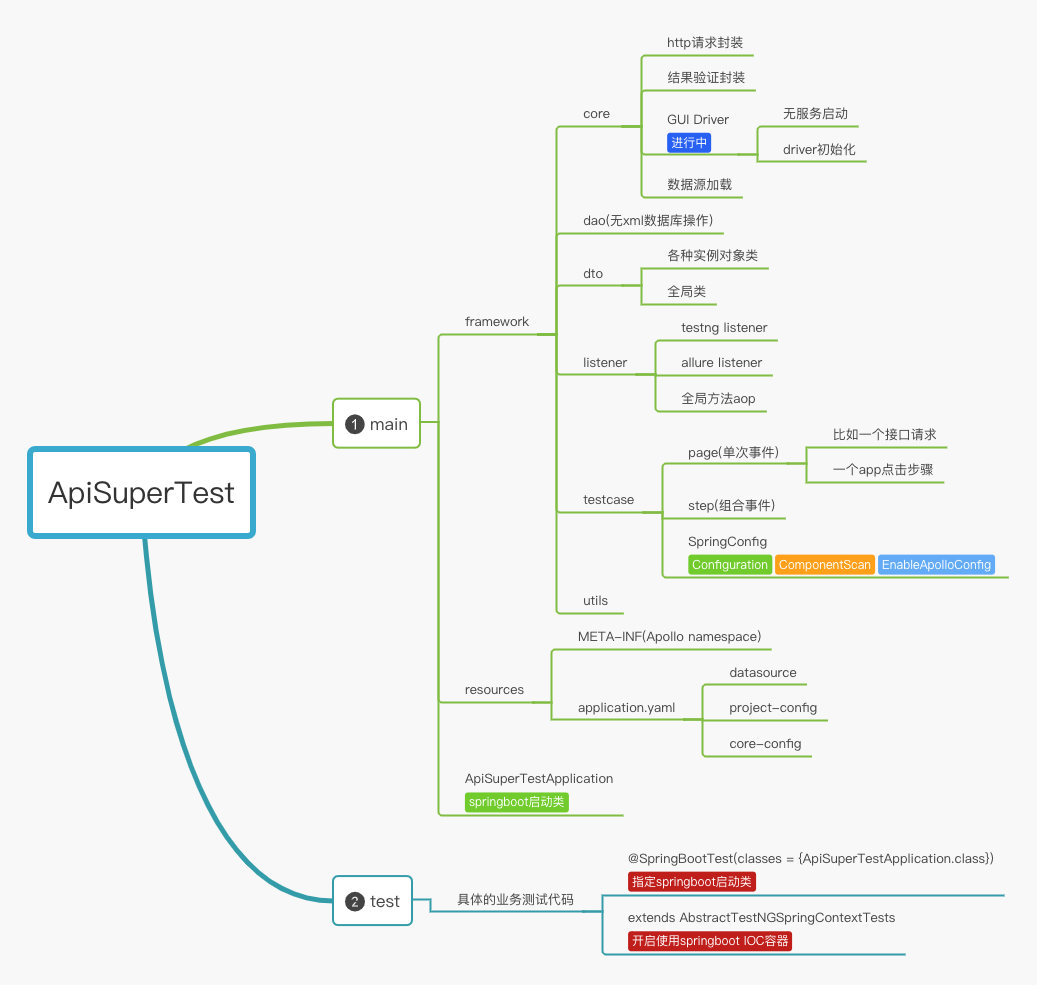 ApiSuperTest
1 main
framework
core
http请求封装
结果验证封装
GUI Driver
进行中
无服务启动
driver初始化
数据源加载
dao(无xml数据库操作)
dto
各种实例对象类
全局类
listener
testng listener
allure listener
全局方法aop
testcase
page(单次事件)
比如一个接口请求
一个app点击步骤
step(组合事件)
SpringConfig
Configuration ComponentScan EnableApolloConfig
utils
resources
META-INF(Apollo namespace)
application.yaml
datasource
project-config
core-config
ApiSuperTestApplication
springboot启动类
2 test
具体的业务测试代码
@SpringBootTest(classes = {ApiSuperTestApplication.class})
指定springboot启动类
extends AbstractTestNGSpringContextTests
开启使用springboot IOC容器